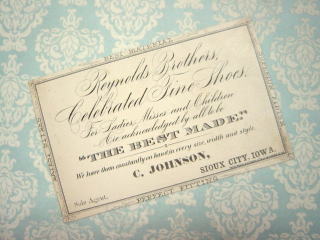 BEST MATERIAL
Reynolds Brothers,
Celebrated Fine Shoes.
For Ladies, Misses and Children
Are acknowledged by all to be
"THE BEST MADE."
We have them constantly on hand in every size, width and style.
C. JOHNSON,
Sole Agent.
SIOUX CITY, IOWA.
PERFECT FITTING